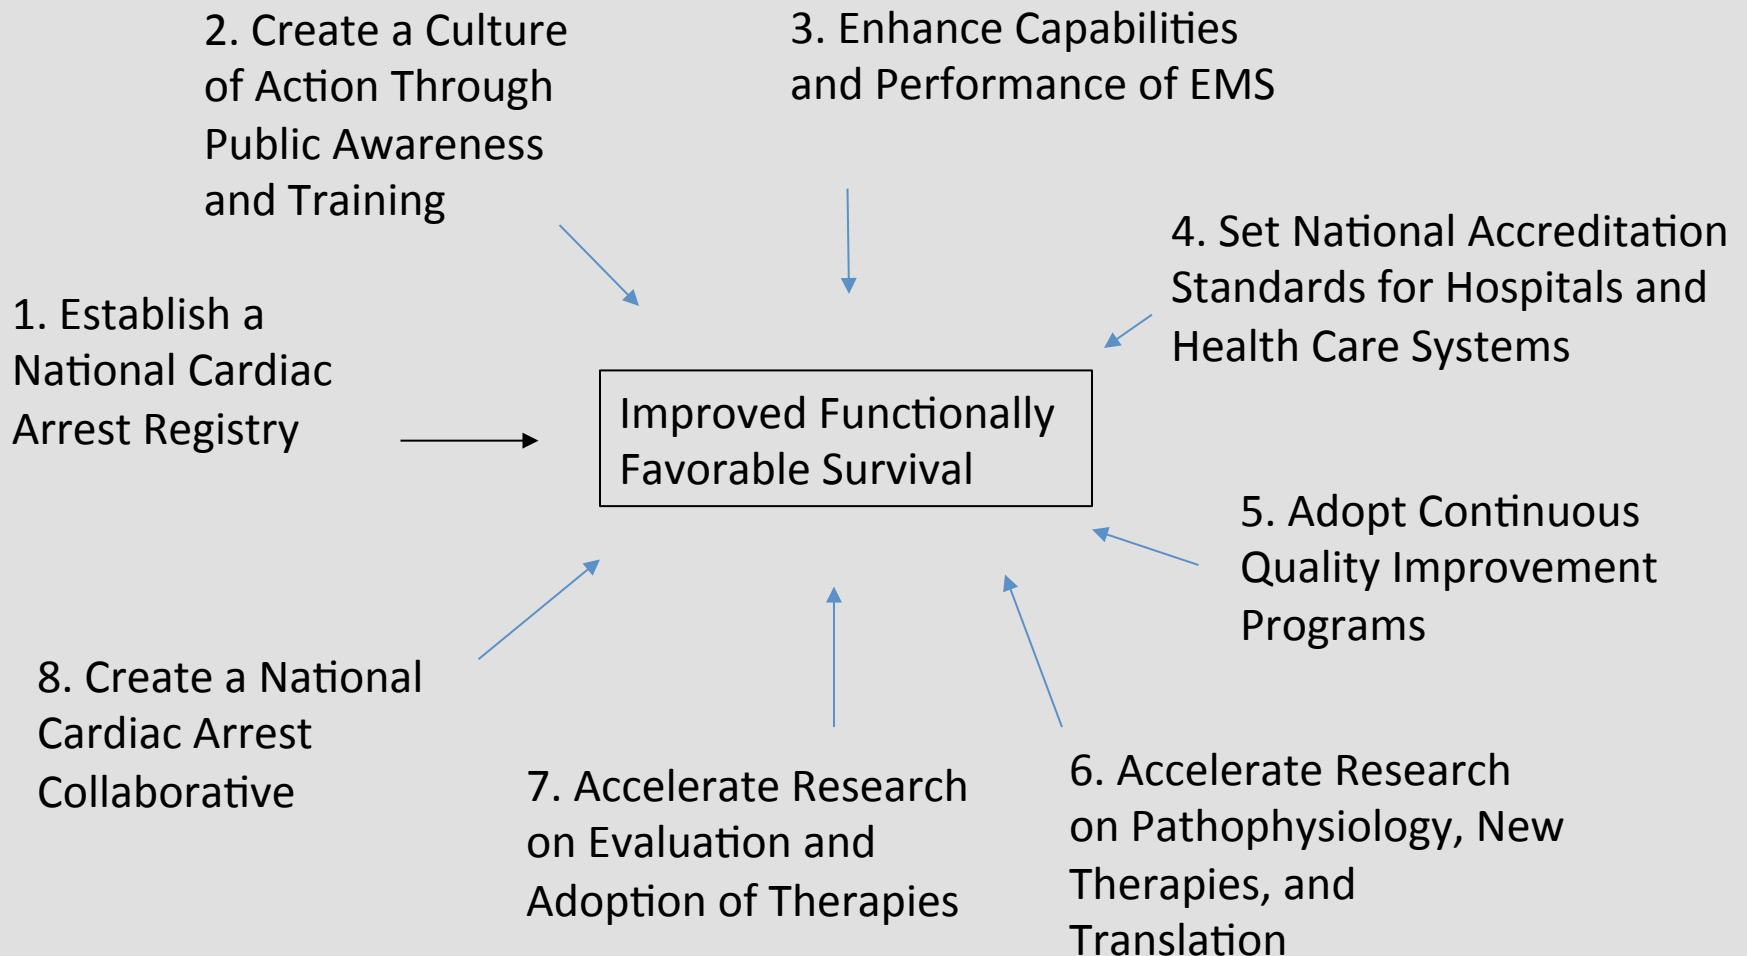 2. Create a Culture
of Action Through
Public Awareness
and Training
3. Enhance Capabilities
and Performance of EMS
4. Set National Accreditation
Standards for Hospitals and
Health Care Systems
1. Establish a
National Cardiac
Arrest Registry
Improved Functionally
Favorable Survival
5. Adopt Continuous
Quality Improvement
Programs
8. Create a National
Cardiac Arrest
Collaborative
7. Accelerate Research
on Evaluation and
Adoption of Therapies
6. Accelerate Research
on Pathophysiology, New
Therapies, and
Translation